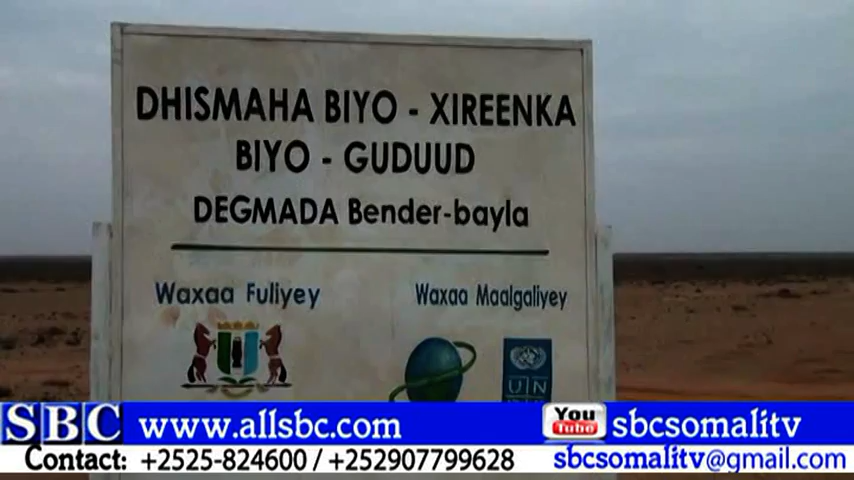 DHISMAHA BIYO - XIREENKA
BIYO - GUDUUD
DEGMADA Bender-bayla
Waxaa Fuliyey
Waxaa Maalgaliyey
UN
SBC www.allsbc.com
You Tube sbcsomalitv
Contact: +2525-824600 / +252907799628
sbcsomalitv@gmail.com